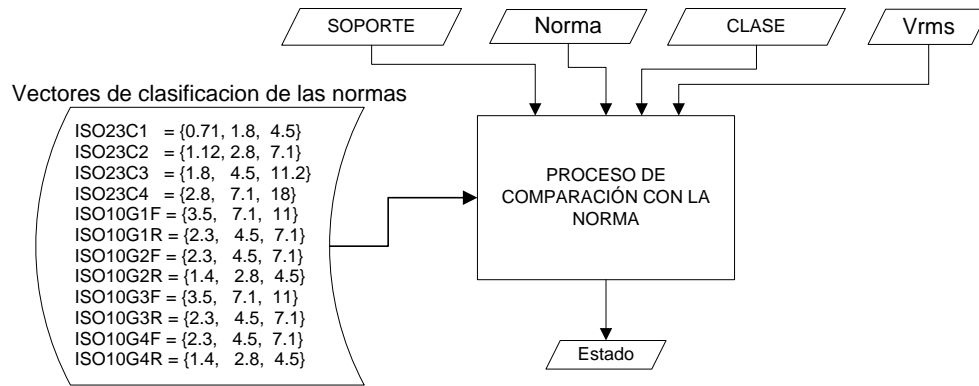 SOPORTE
Norma
CLASE
Vrms
Vectores de clasificacion de las normas
ISO23C1 = {0.71, 1.8, 4.5}
ISO23C2 = {1.12, 2.8, 7.1}
ISO23C3 = {1.8, 4.5, 11.2}
ISO23C4 = {2.8, 7.1, 18}
ISO10G1F = {3.5, 7.1, 11}
ISO10G1R = {2.3, 4.5, 7.1}
ISO10G2F = {2.3, 4.5, 7.1}
ISO10G2R = {1.4, 2.8, 4.5}
ISO10G3F = {3.5, 7.1, 11}
ISO10G3R = {2.3, 4.5, 7.1}
ISO10G4F = {2.3, 4.5, 7.1}
ISO10G4R = {1.4, 2.8, 4.5}
PROCESO DE
COMPARACIÓN CON LA
NORMA
Estado